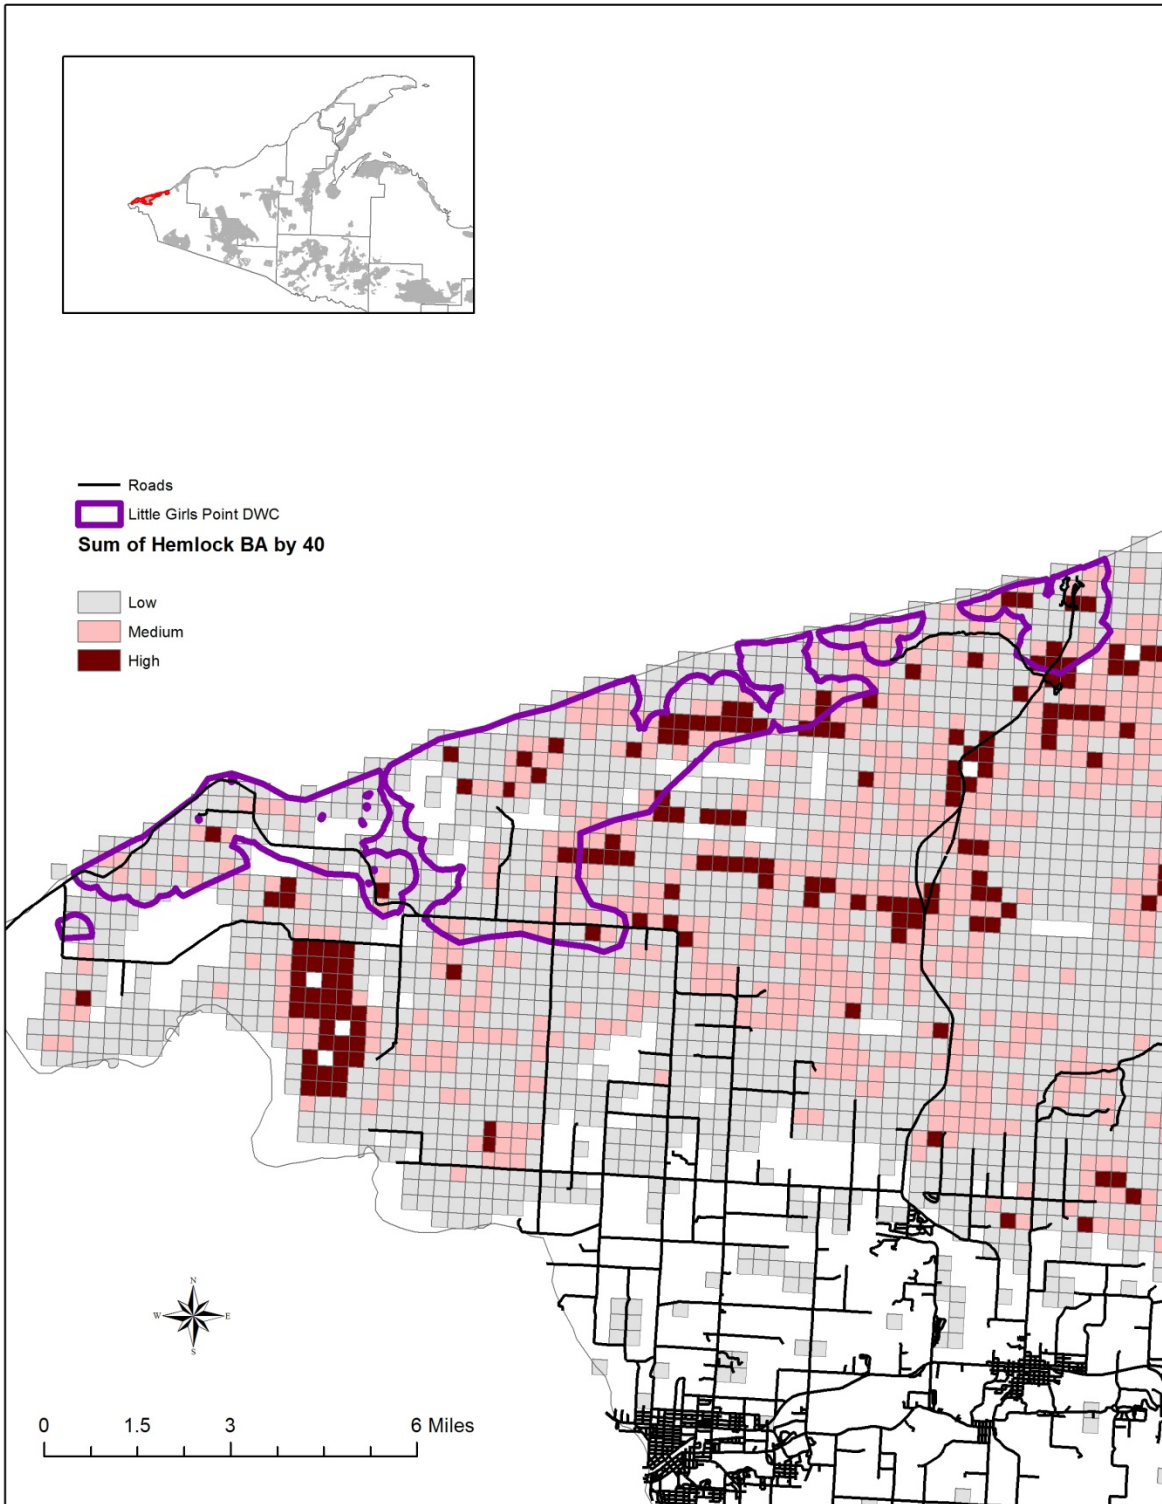 Roads
Little Girls Point DWC
Sum of Hemlock BA by 40
Low
Medium
High
N
W E
S
0 1.5 3 6 Miles